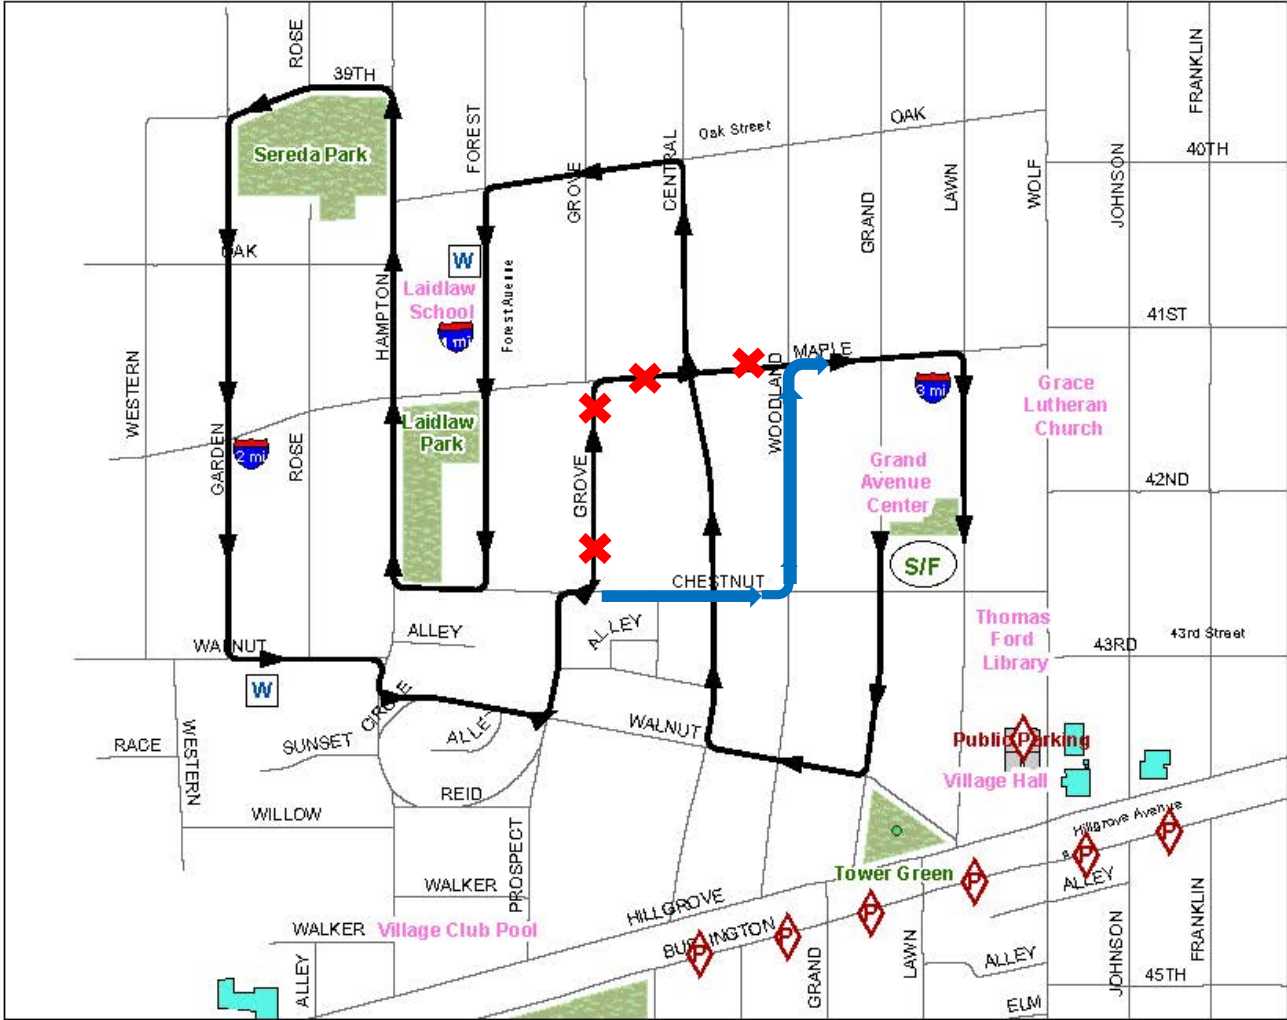 ROSE
39TH
FOREST
FRANKLIN
OAK
Oak Street
CENTRAL
Sereda Park
GROVE
LAWN
WOLF
JOHNSON
40TH
GRAND
OAK
W
HAMPTON
Laidlaw
School
Forest Avenue
1 mi
41ST
MAPLE
WESTERN
WOODLAND
3 mi
Grace
Lutheran
Church
Laidlaw
Park
GARDEN
2 mi
ROSE
GROVE
Grand
Avenue
Center
42ND
S/F
CHESTNUT
ALLEY
ALLEY
Thomas
Ford
Library
43RD
43rd Street
WALNUT
W
CIRCLE
WALNUT
RACE
WESTERN
SUNSET
ALLEY
Public Parking
Village Hall
REID
WILLOW
PROSPECT
Hillgrove Avenue
P
P
Tower Green
P
ALLEY
WALKER
HILLGROVE
P
FRANKLIN
WALKER
Village Club Pool
BURLINGTON
P
P
JOHNSON
ALLEY
GRAND
LAWN
ALLEY
45TH
ELM